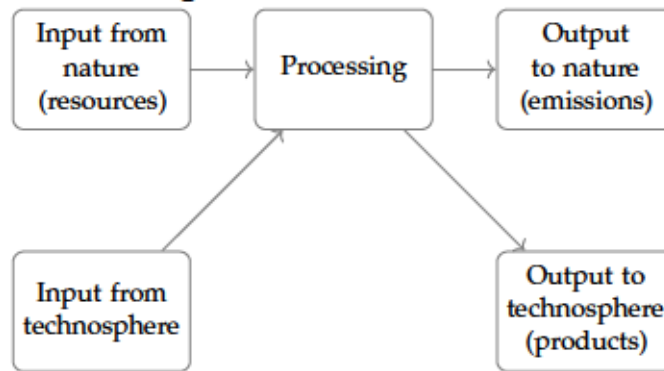 Input from
nature
(resources)
Processing
Output
to nature
(emissions)
Input from
technosphere
Output to
technosphere
(products)